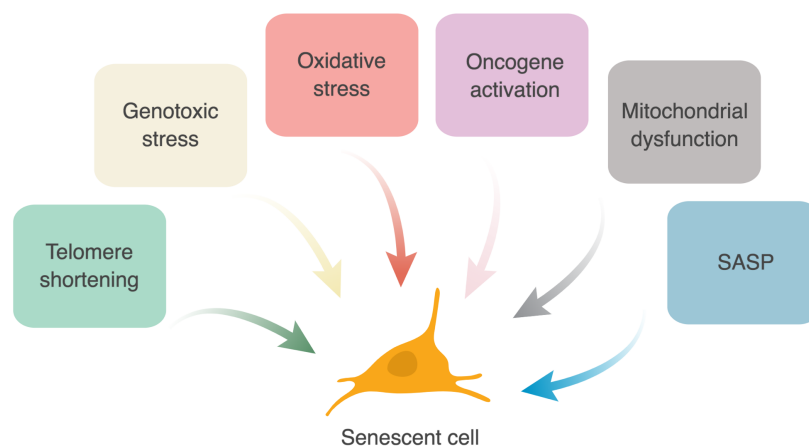 Telomere
shortening
Genotoxic
stress
Oxidative
stress
Oncogene
activation
Mitochondrial
dysfunction
SASP
Senescent cell